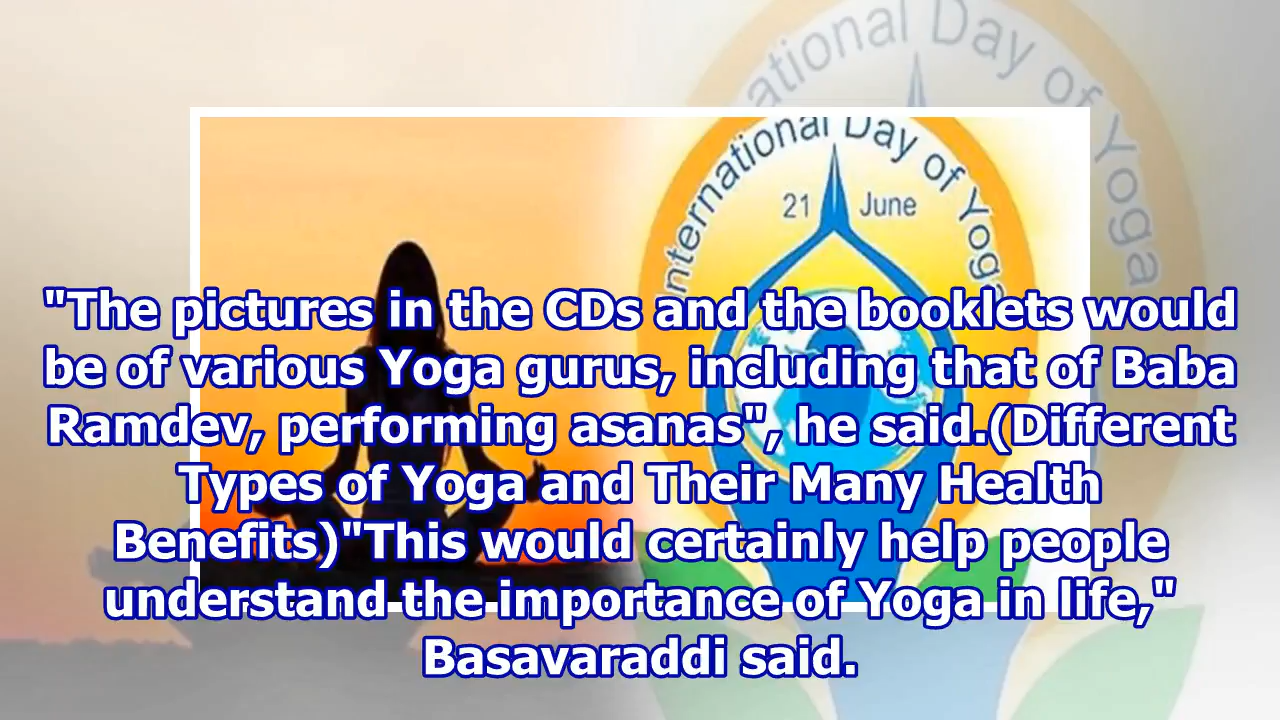 International Day of Yoga
International Day of Yoga
21 June
"The pictures in the CDs and the booklets would
be of various Yoga gurus, including that of Baba
Ramdev, performing asanas", he said.(Different
Types of Yoga and Their Many Health
Benefits)"This would certainly help people
understand the importance of Yoga in life,"
Basavaraddi said.